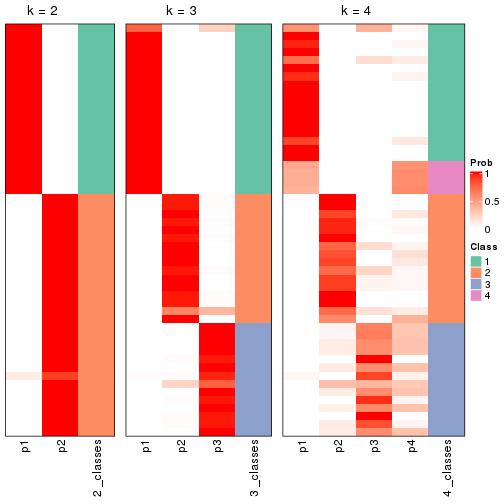 k = 2
k = 3
k = 4
p1
p2
2_classes
p1
p2
p3
3_classes
p1
p2
p3
p4
4_classes
Prob
1
0.5
0
Class
1
2
3
4